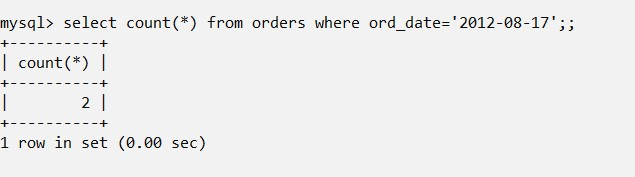 mysql> select count(*) from orders where ord_date='2012-08-17';;
+----------+
| count(*) |
+----------+
|        2 |
+----------+
1 row in set (0.00 sec)